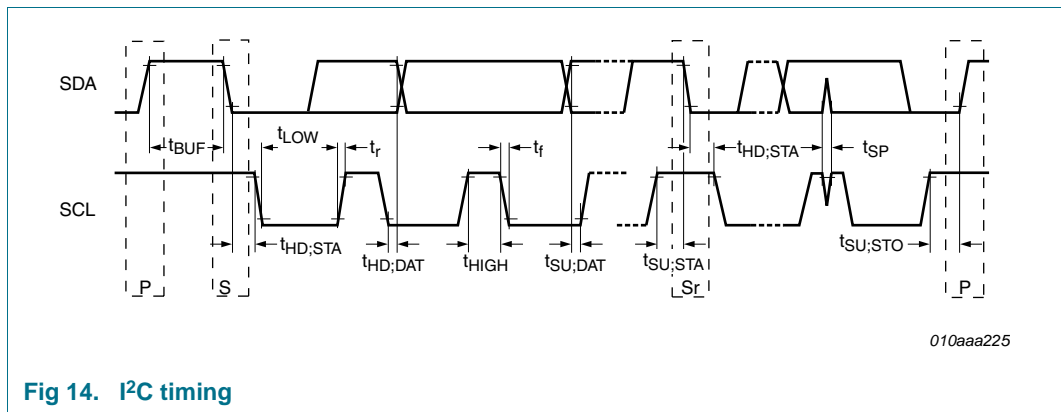 SDA
tBUF
tLOW
tr
tf
tHD;STA
tSP
SCL
tHD;STA
tHD;DAT
tHIGH
tSU;DAT
tSU;STA
tSU;STO
P
S
Sr
P
010aaa225
Fig 14. I²C timing